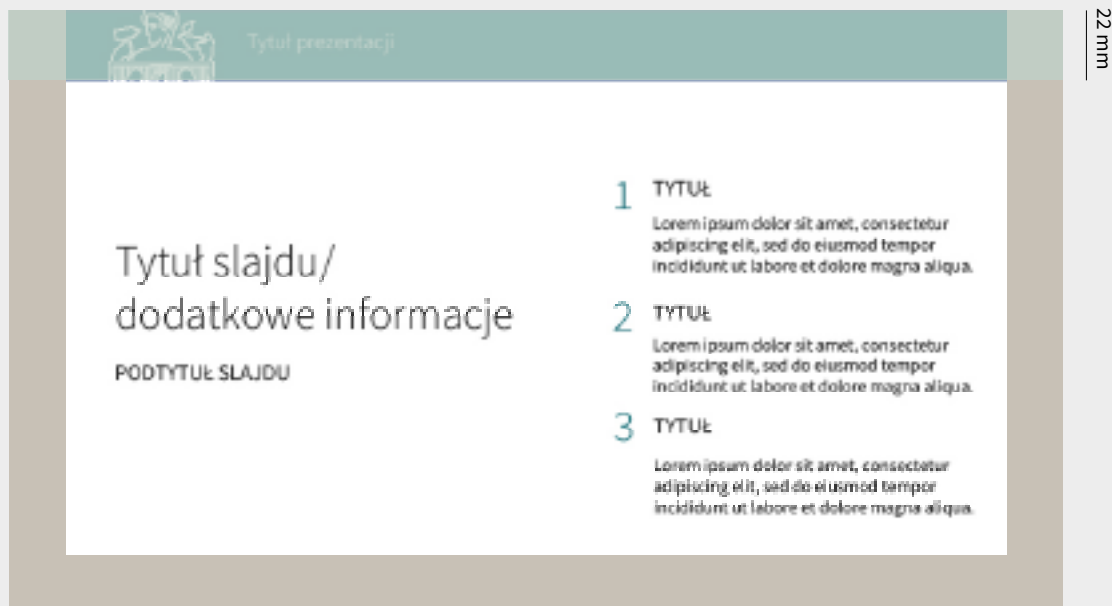 Tytuł prezentacji
22 mm
Tytuł slajdu/
dodatkowe informacje
PODTYTUŁ SLAJDU
1 TYTUŁ
Lorem ipsum dolor sit amet, consectetur
adipiscing elit, sed do eiusmod tempor
incididunt ut labore et dolore magna aliqua.
2 TYTUŁ
Lorem ipsum dolor sit amet, consectetur
adipiscing elit, sed do eiusmod tempor
incididunt ut labore et dolore magna aliqua.
3 TYTUŁ
Lorem ipsum dolor sit amet, consectetur
adipiscing elit, sed do eiusmod tempor
incididunt ut labore et dolore magna aliqua.